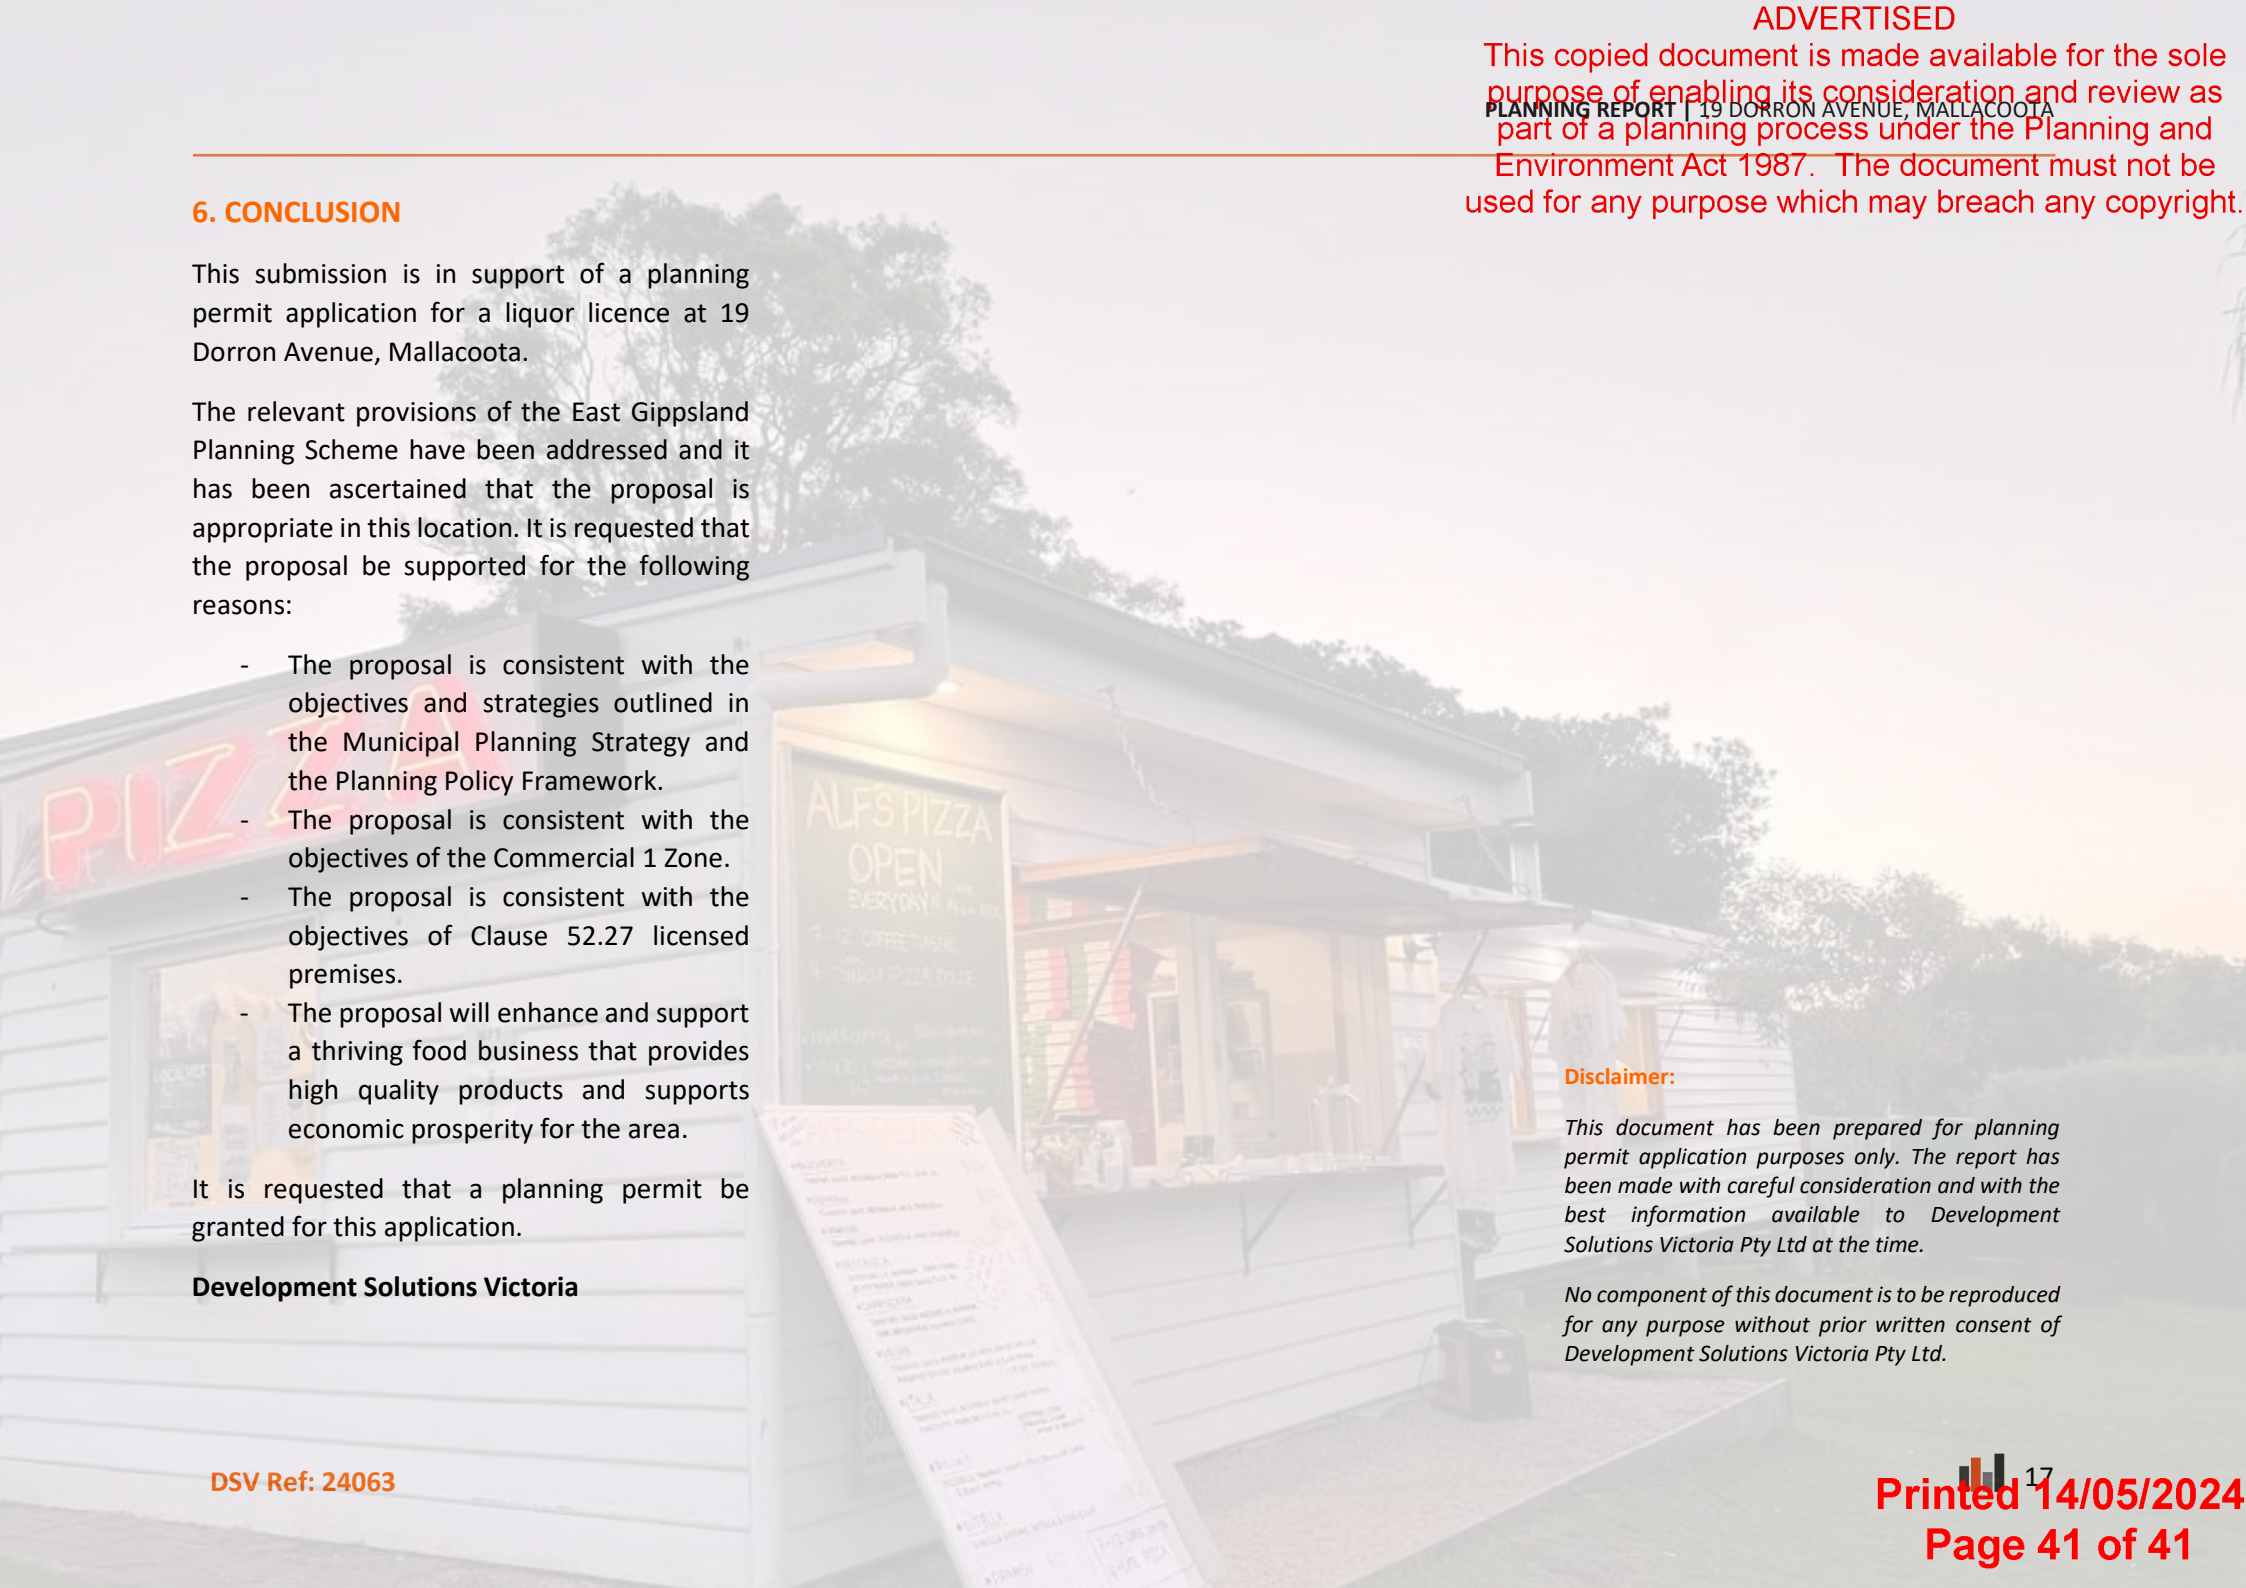 ADVERTISED
This copied document is made available for the sole
purpose of enabling its consideration and review as
part of a planning process under the Planning and
Environment Act 1987. The document must not be
used for any purpose which may breach any copyright.
PLANNING REPORT | 19 DORRON AVENUE, MALLACOOTA
6. CONCLUSION
This submission is in support of a planning
permit application for a liquor licence at 19
Dorron Avenue, Mallacoota.
The relevant provisions of the East Gippsland
Planning Scheme have been addressed and it
has been ascertained that the proposal is
appropriate in this location. It is requested that
the proposal be supported for the following
reasons:
- The proposal is consistent with the
objectives and strategies outlined in
the Municipal Planning Strategy and
the Planning Policy Framework.
- The proposal is consistent with the
objectives of the Commercial 1 Zone.
- The proposal is consistent with the
objectives of Clause 52.27 licensed
premises.
- The proposal will enhance and support
a thriving food business that provides
high quality products and supports
economic prosperity for the area.
It is requested that a planning permit be
granted for this application.
Development Solutions Victoria
PIZZA
ALF'S PIZZA
OPEN
EVERYDAY!!
7-12 COFFEE TOASTIE
Disclaimer:
This document has been prepared for planning
permit application purposes only. The report has
been made with careful consideration and with the
best information available to Development
Solutions Victoria Pty Ltd at the time.
No component of this document is to be reproduced
for any purpose without prior written consent of
Development Solutions Victoria Pty Ltd.
DSV Ref: 24063
17
Printed 14/05/2024
Page 41 of 41